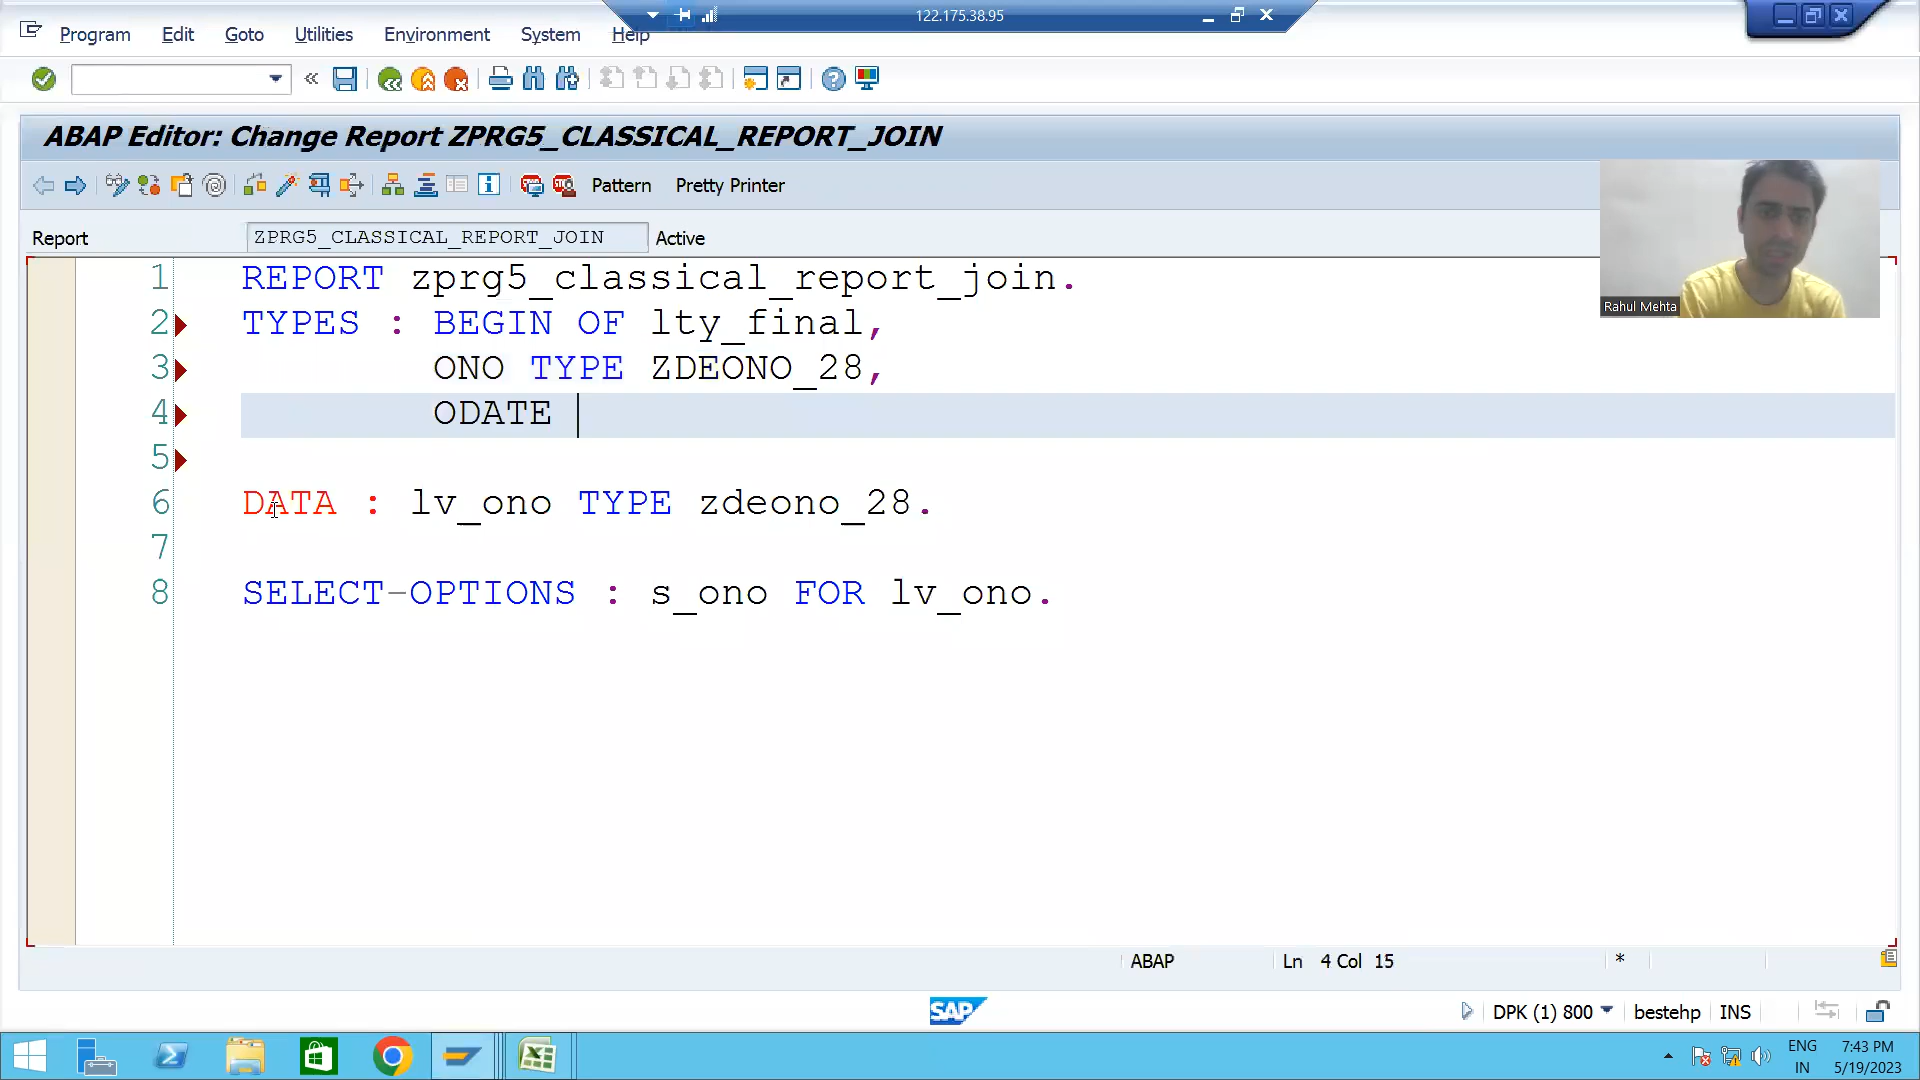 122.175.38.95
Program Edit Goto Utilities Environment System Help
ABAP Editor: Change Report ZPRG5_CLASSICAL_REPORT_JOIN
Pattern Pretty Printer
Report ZPRG5_CLASSICAL_REPORT_JOIN Active
Rahul Mehta
1 REPORT zprg5_classical_report_join.
2 TYPES : BEGIN OF lty_final,
3 ONO TYPE ZDEONO_28,
4 ODATE
5
6 DATA : lv_ono TYPE zdeono_28.
7
8 SELECT-OPTIONS : s_ono FOR lv_ono.
ABAP Ln 4 Col 15 *
SAP DPK (1) 800 bestehp INS
ENG 7:43 PM
IN 5/19/2023